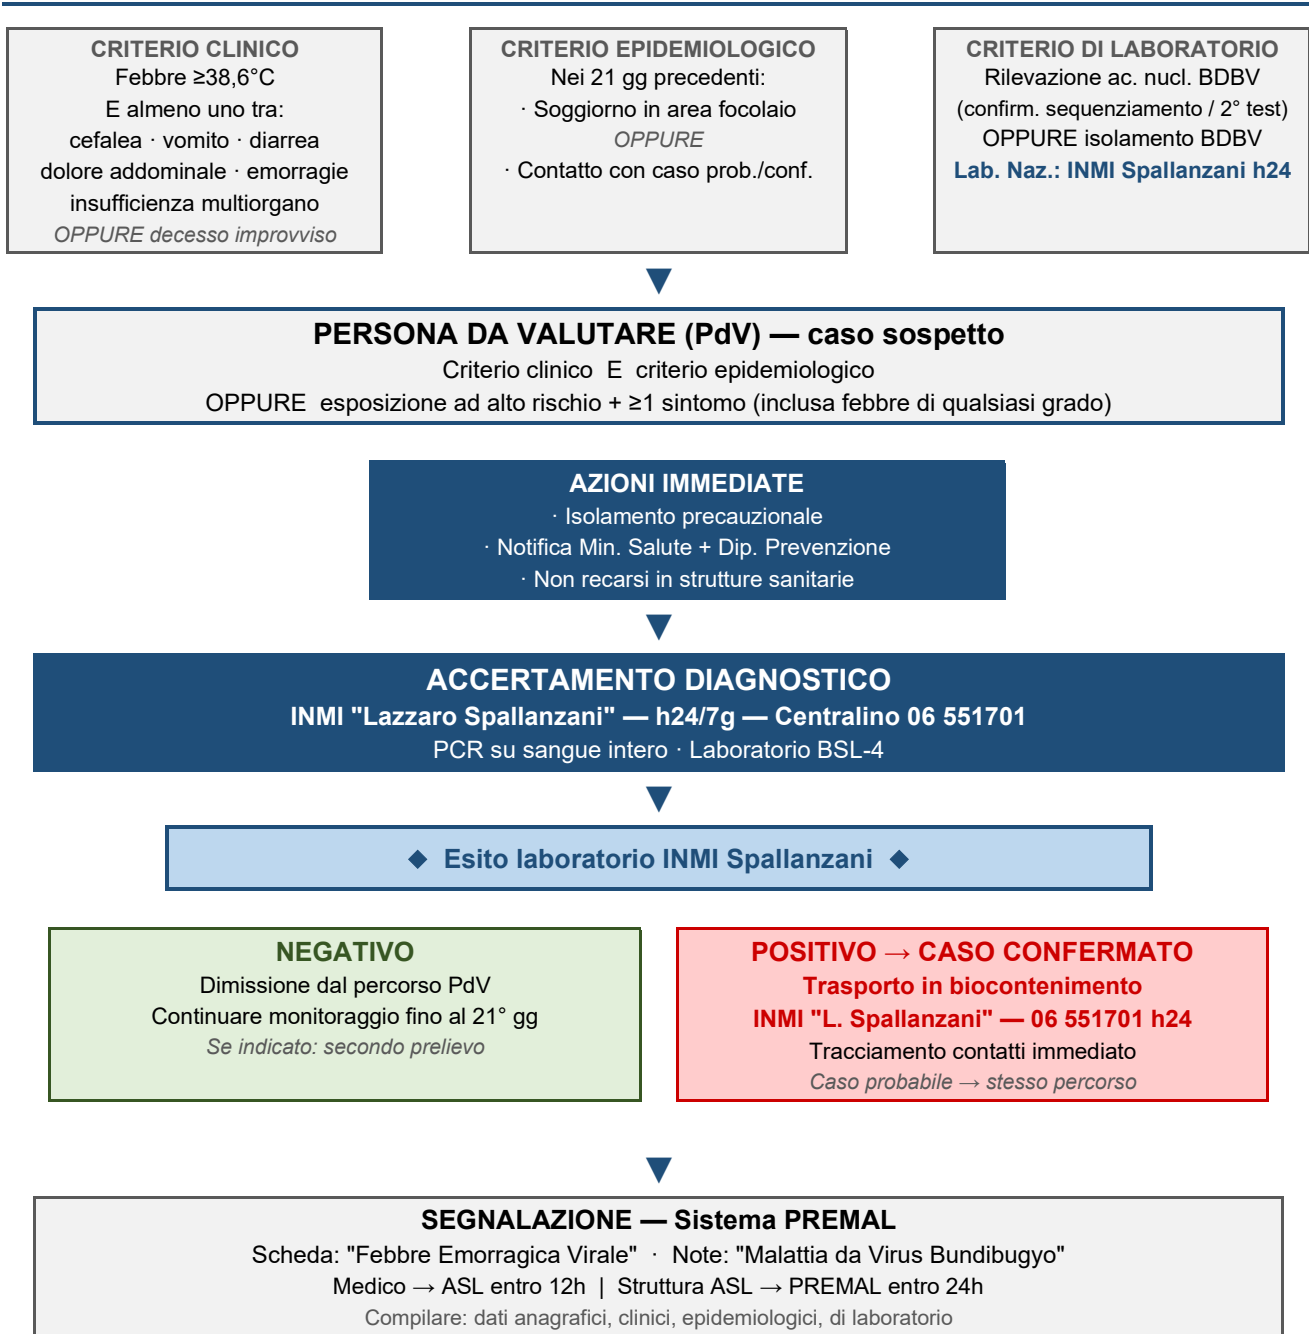 CRITERIO CLINICO
Febbre ≥38,6°C
E almeno uno tra:
cefalea · vomito · diarrea
dolore addominale · emorragie
insufficienza multiorgano
OPPURE decesso improvviso
CRITERIO EPIDEMIOLOGICO
Nei 21 gg precedenti:
· Soggiorno in area focolaio
OPPURE
· Contatto con caso prob./conf.
CRITERIO DI LABORATORIO
Rilevazione ac. nucl. BDBV
(confirm. sequenziamento / 2° test)
OPPURE isolamento BDBV
Lab. Naz.: INMI Spallanzani h24
PERSONA DA VALUTARE (PdV) — caso sospetto
Criterio clinico E criterio epidemiologico
OPPURE esposizione ad alto rischio + ≥1 sintomo (inclusa febbre di qualsiasi grado)
AZIONI IMMEDIATE
· Isolamento precauzionale
· Notifica Min. Salute + Dip. Prevenzione
· Non recarsi in strutture sanitarie
ACCERTAMENTO DIAGNOSTICO
INMI "Lazzaro Spallanzani" — h24/7g — Centralino 06 551701
PCR su sangue intero · Laboratorio BSL-4
◆ Esito laboratorio INMI Spallanzani ◆
NEGATIVO
Dimissione dal percorso PdV
Continuare monitoraggio fino al 21° gg
Se indicato: secondo prelievo
POSITIVO → CASO CONFERMATO
Trasporto in biocontenimento
INMI "L. Spallanzani" — 06 551701 h24
Tracciamento contatti immediato
Caso probabile → stesso percorso
SEGNALAZIONE — Sistema PREMAL
Scheda: "Febbre Emorragica Virale" · Note: "Malattia da Virus Bundibugyo"
Medico → ASL entro 12h | Struttura ASL → PREMAL entro 24h
Compilare: dati anagrafici, clinici, epidemiologici, di laboratorio